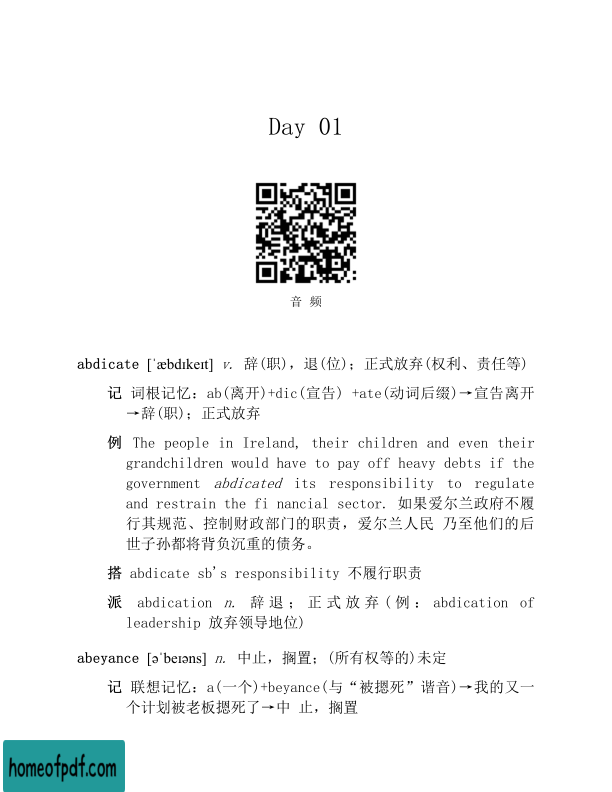 Day 01
音 频
abdicate [ˈæbdɪkeɪt] v. 辞(职)，退(位)；正式放弃(权利、责任等)
记 词根记忆：ab(离开)+dic(宣告) +ate(动词后缀)→宣告离开
→辞(职)；正式放弃
例 The people in Ireland, their children and even their
grandchildren would have to pay off heavy debts if the
government abdicated its responsibility to regulate
and restrain the fi nancial sector. 如果爱尔兰政府不履
行其规范、控制财政部门的职责，爱尔兰人民 乃至他们的后
世子孙都将背负沉重的债务。
搭 abdicate sb's responsibility 不履行职责
派 abdication n. 辞退；正式放弃(例：abdication of
leadership 放弃领导地位)
abeyance [əˈbeɪəns] n. 中止，搁置；(所有权等的)未定
记 联想记忆：a(一个)+beyance(与“被摁死”谐音)→我的又一
个计划被老板摁死了→中 止，搁置
homeofpdf.com